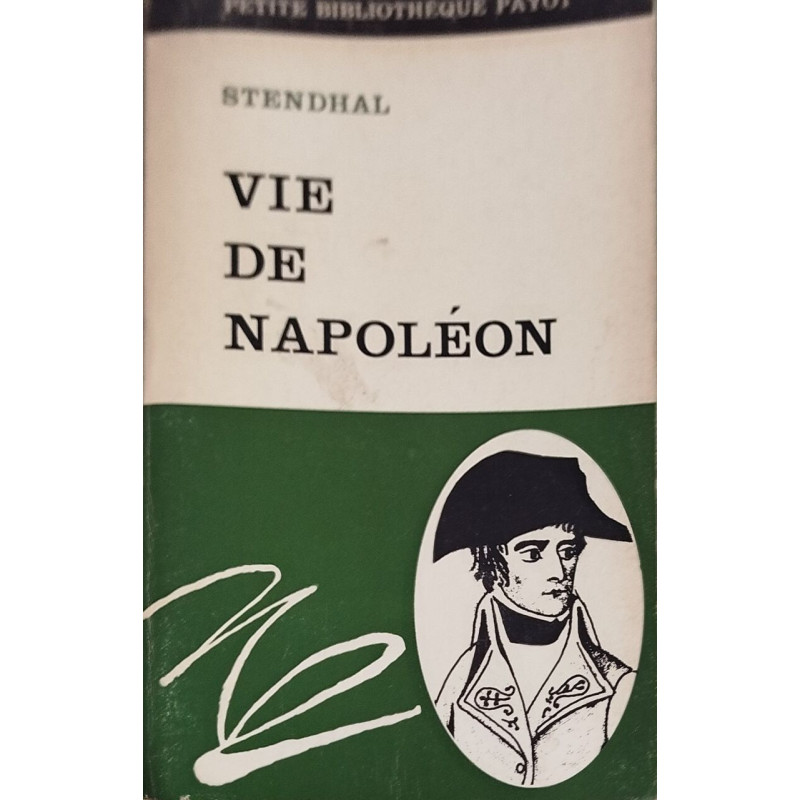 PETITE BIBLIOTHÈQUE PAYOT
STENDHAL
VIE
DE
NAPOLÉON